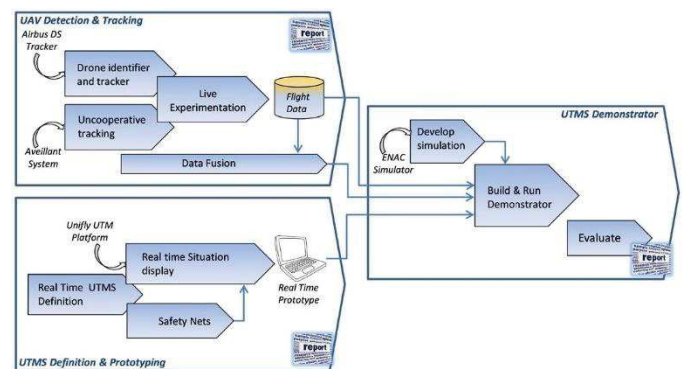 UAV Detection & Tracking
Airbus DS
Tracker
report
Drone identifier
and tracker
Live
Experimentation
Flight
Data
Uncooperative
tracking
Aveillant
System
Data Fusion
UTMS Demonstrator
Develop
simulation
ENAC
Simulator
Build & Run
Demonstrator
Evaluate
report
Unifly UTM
Platform
Real time Situation
display
Real Time UTMS
Definition
Real Time
Prototype
Safety Nets
report
UTMS Definition & Prototyping